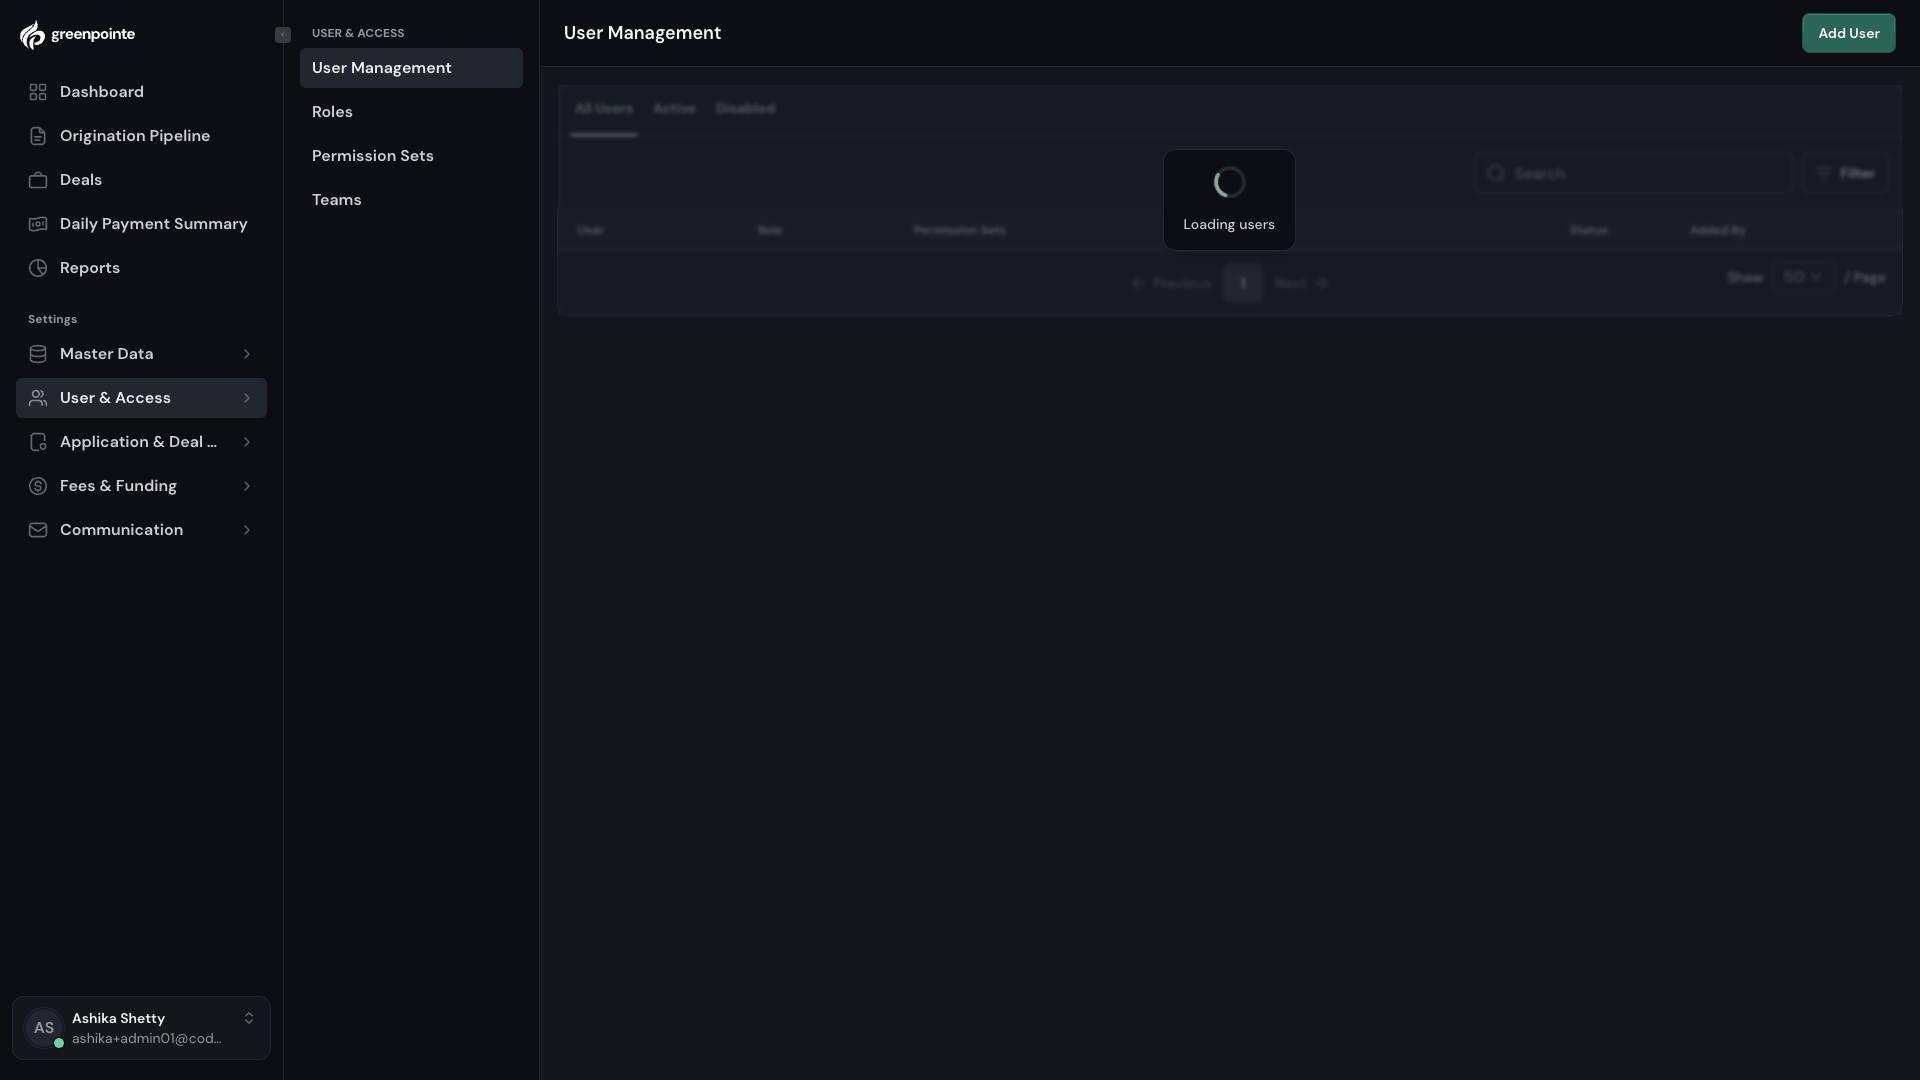 greenpointe
Dashboard
Origination Pipeline
Deals
Daily Payment Summary
Reports
Settings
Master Data
User & Access
Application & Deal ...
Fees & Funding
Communication
AS
Ashika Shetty
ashika+admin01@cod...
USER & ACCESS
User Management
Roles
Permission Sets
Teams
User Management
Add User
All Users Active Disabled
Search
Filter
Loading users
User Role Permission Sets Status Added By
Previous 1 Next
Show 50 / Page